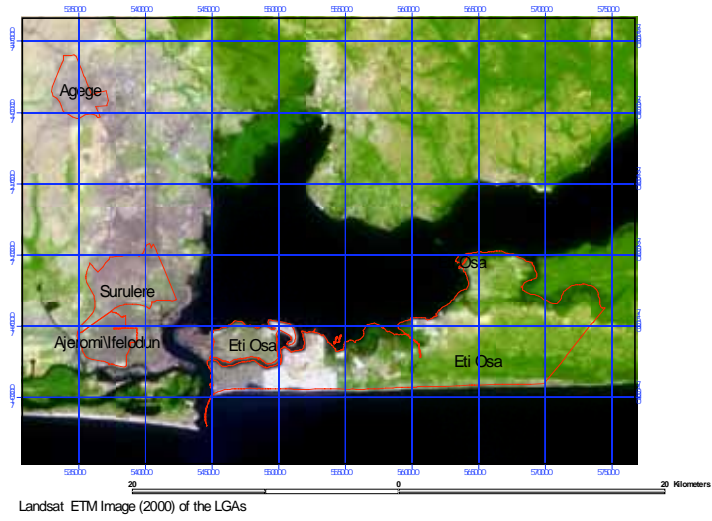 535000 540000 545000 550000 555000 560000 565000 570000 575000
Agege
Osa
Surulere
Ajeromi\Ifelodun
Eti Osa
Eti Osa
535000 540000 545000 550000 555000 560000 565000 570000 575000
20 0 20 Kilometers
Landsat ETM Image (2000) of the LGAs